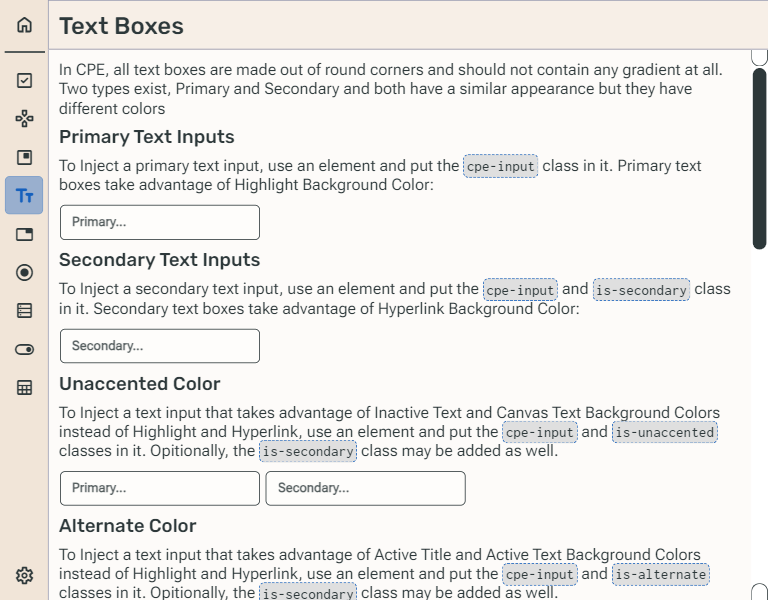 Text Boxes
In CPE, all text boxes are made out of round corners and should not contain any gradient at all.
Two types exist, Primary and Secondary and both have a similar appearance but they have
different colors
Primary Text Inputs
To Inject a primary text input, use an element and put the cpe-input class in it. Primary text
boxes take advantage of Highlight Background Color:
Primary...
Secondary Text Inputs
To Inject a secondary text input, use an element and put the cpe-input and is-secondary class
in it. Secondary text boxes take advantage of Hyperlink Background Color:
Secondary...
Unaccented Color
To Inject a text input that takes advantage of Inactive Text and Canvas Text Background Colors
instead of Highlight and Hyperlink, use an element and put the cpe-input and is-unaccented
classes in it. Opitionally, the is-secondary class may be added as well.
Primary... Secondary...
Alternate Color
To Inject a text input that takes advantage of Active Title and Active Text Background Colors
instead of Highlight and Hyperlink, use an element and put the cpe-input and is-alternate
classes in it. Opitionally, the is-secondary class may be added as well.